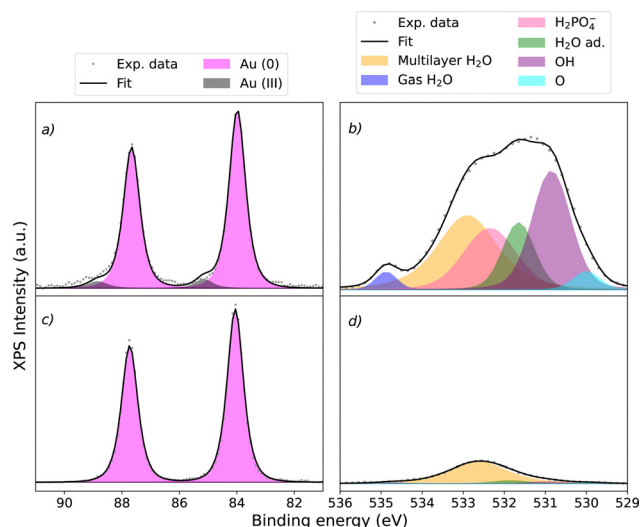 Exp. data
Fit
Au (0)
Au (III)
Exp. data
Fit
Multilayer H₂O
Gas H₂O
H₂PO₄⁻
H₂O ad.
OH
O
a)
b)
c)
d)
XPS Intensity (a.u.)
90 88 86 84 82
536 535 534 533 532 531 530 529
Binding energy (eV)